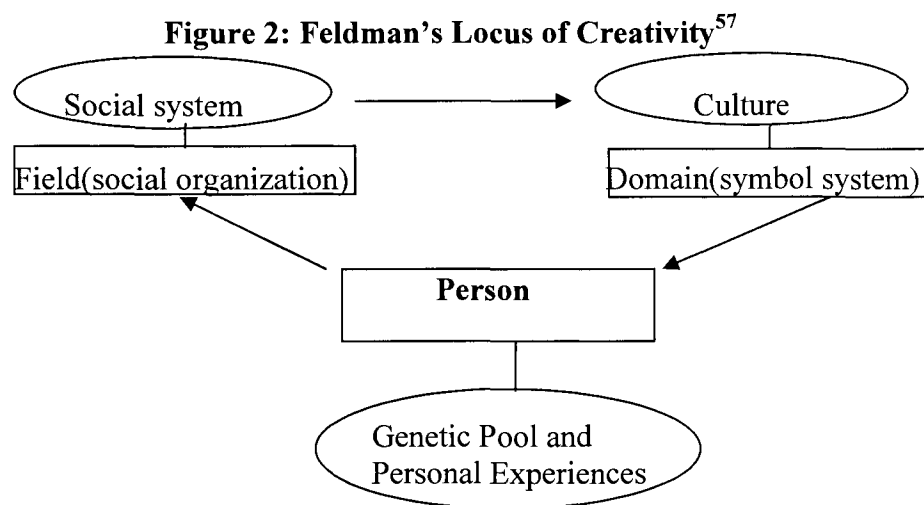 Figure 2: Feldman's Locus of Creativity57
Social system
Culture
Field(social organization)
Domain(symbol system)
Person
Genetic Pool and
Personal Experiences